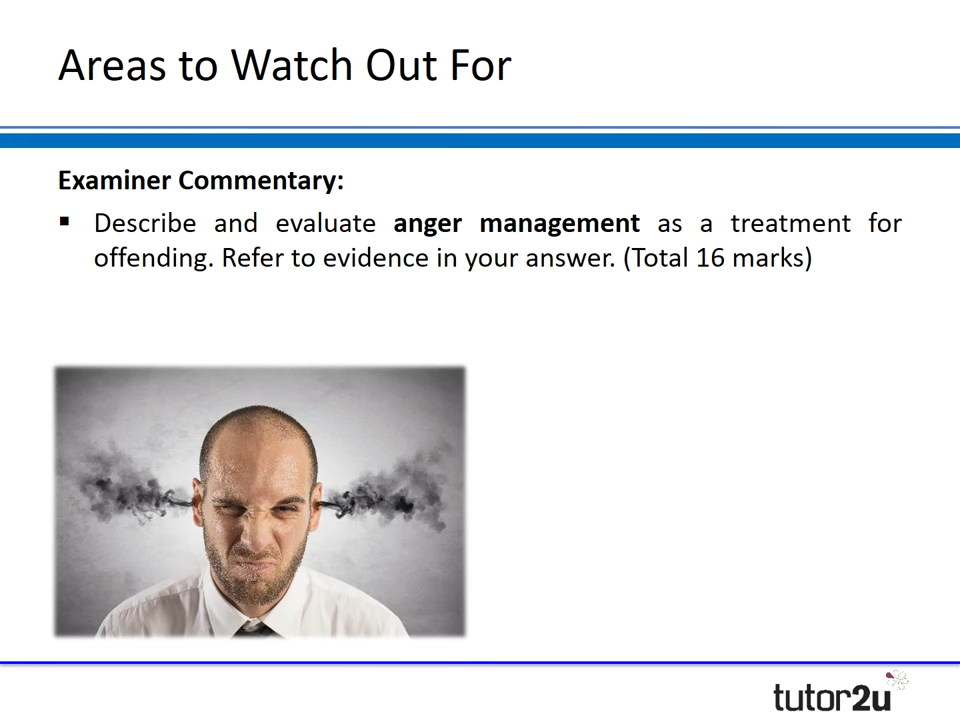 Areas to Watch Out For
Examiner Commentary:
▪ Describe and evaluate anger management as a treatment for
offending. Refer to evidence in your answer. (Total 16 marks)
tutor2u